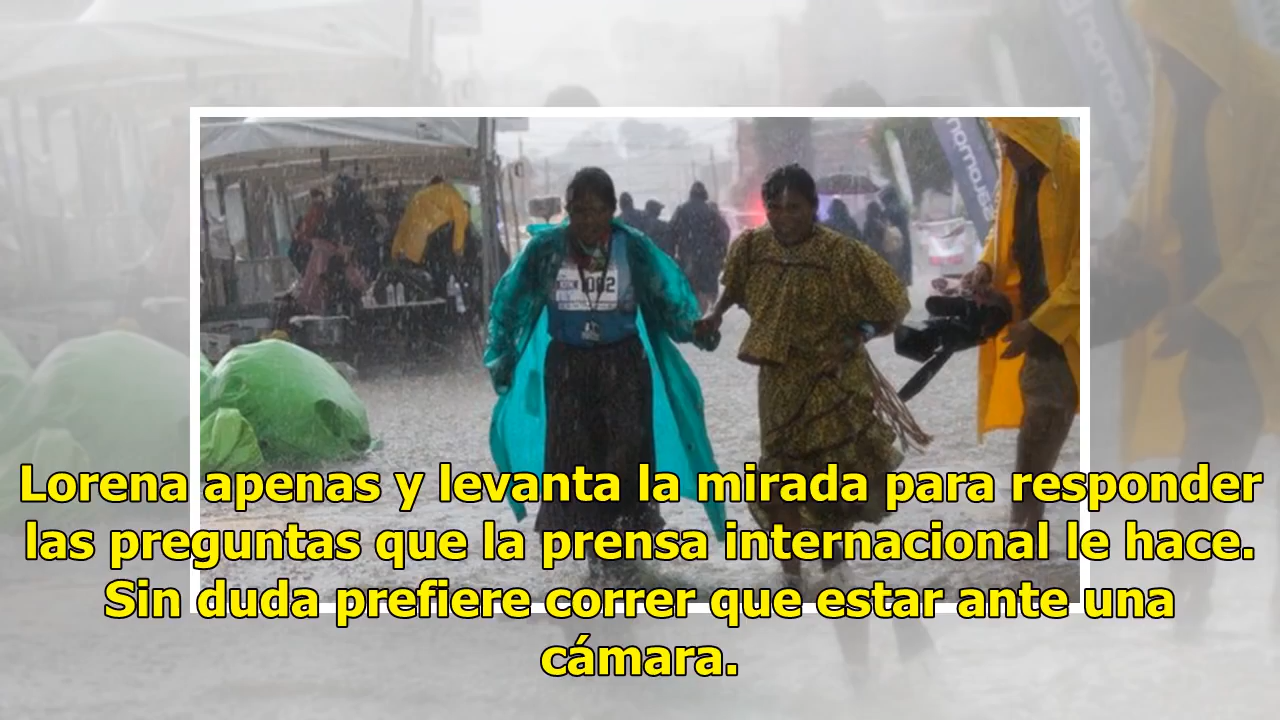 1002
Lorena apenas y levanta la mirada para responder
las preguntas que la prensa internacional le hace.
Sin duda prefiere correr que estar ante una
cámara.